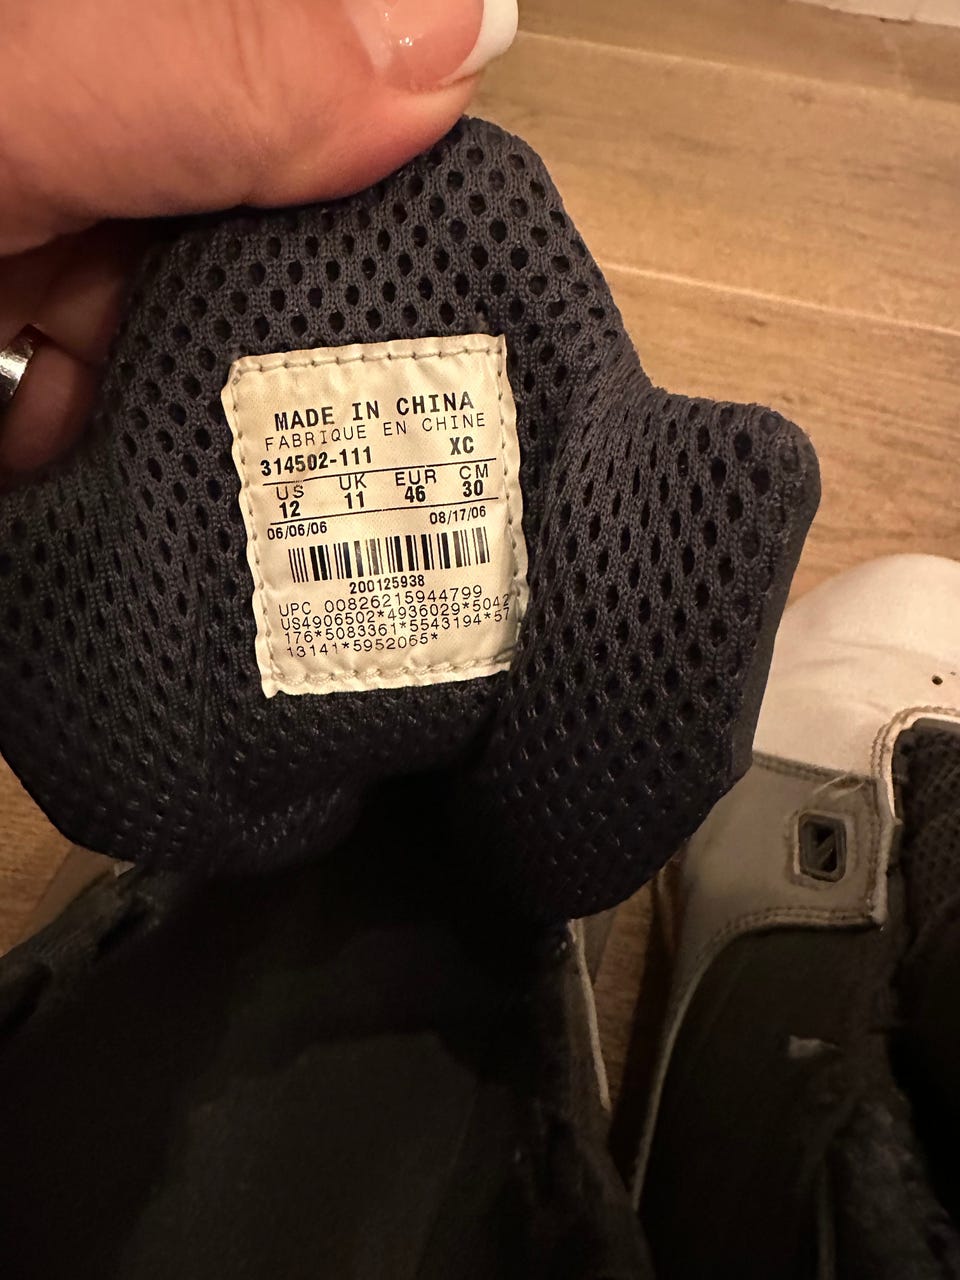 MADE IN CHINA
FABRIQUE EN CHINE
314502-111 XC
US UK EUR CM
12 11 46 30
06/06/06 08/17/06
200125938
UPC 00826215944799
US4906502*4936029*5042
176*5083361*5543194*57
13141*5952065*